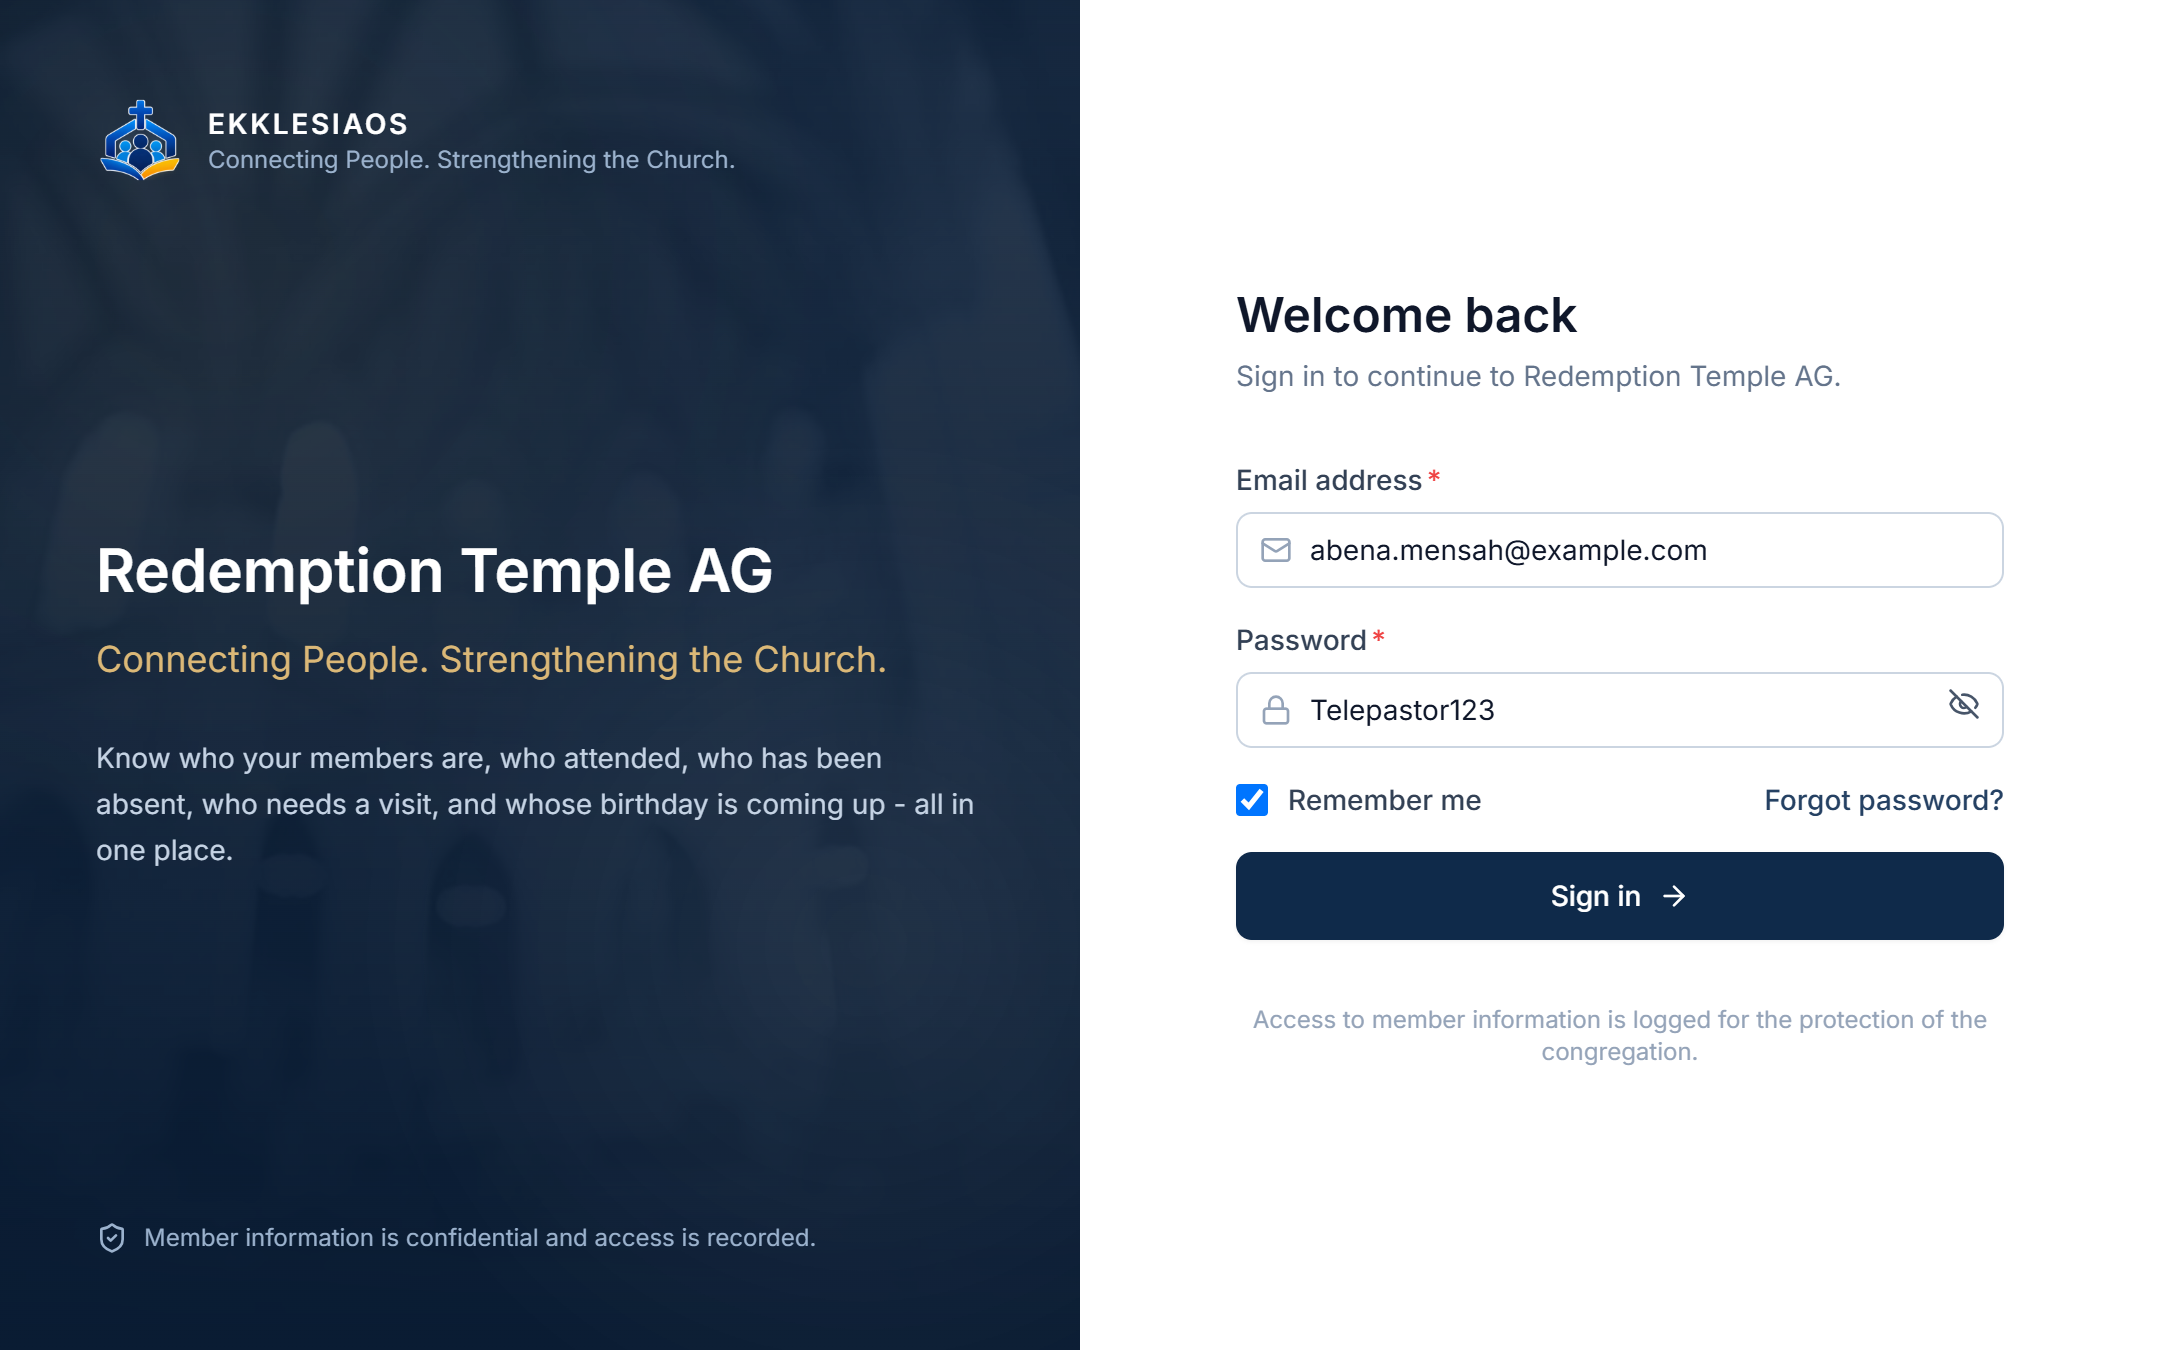 EKKLESIAOS
Connecting People. Strengthening the Church.
Redemption Temple AG
Connecting People. Strengthening the Church.
Know who your members are, who attended, who has been
absent, who needs a visit, and whose birthday is coming up - all in
one place.
Member information is confidential and access is recorded.
Welcome back
Sign in to continue to Redemption Temple AG.
Email address *
abena.mensah@example.com
Password *
Telepastor123
Remember me
Forgot password?
Sign in →
Access to member information is logged for the protection of the
congregation.